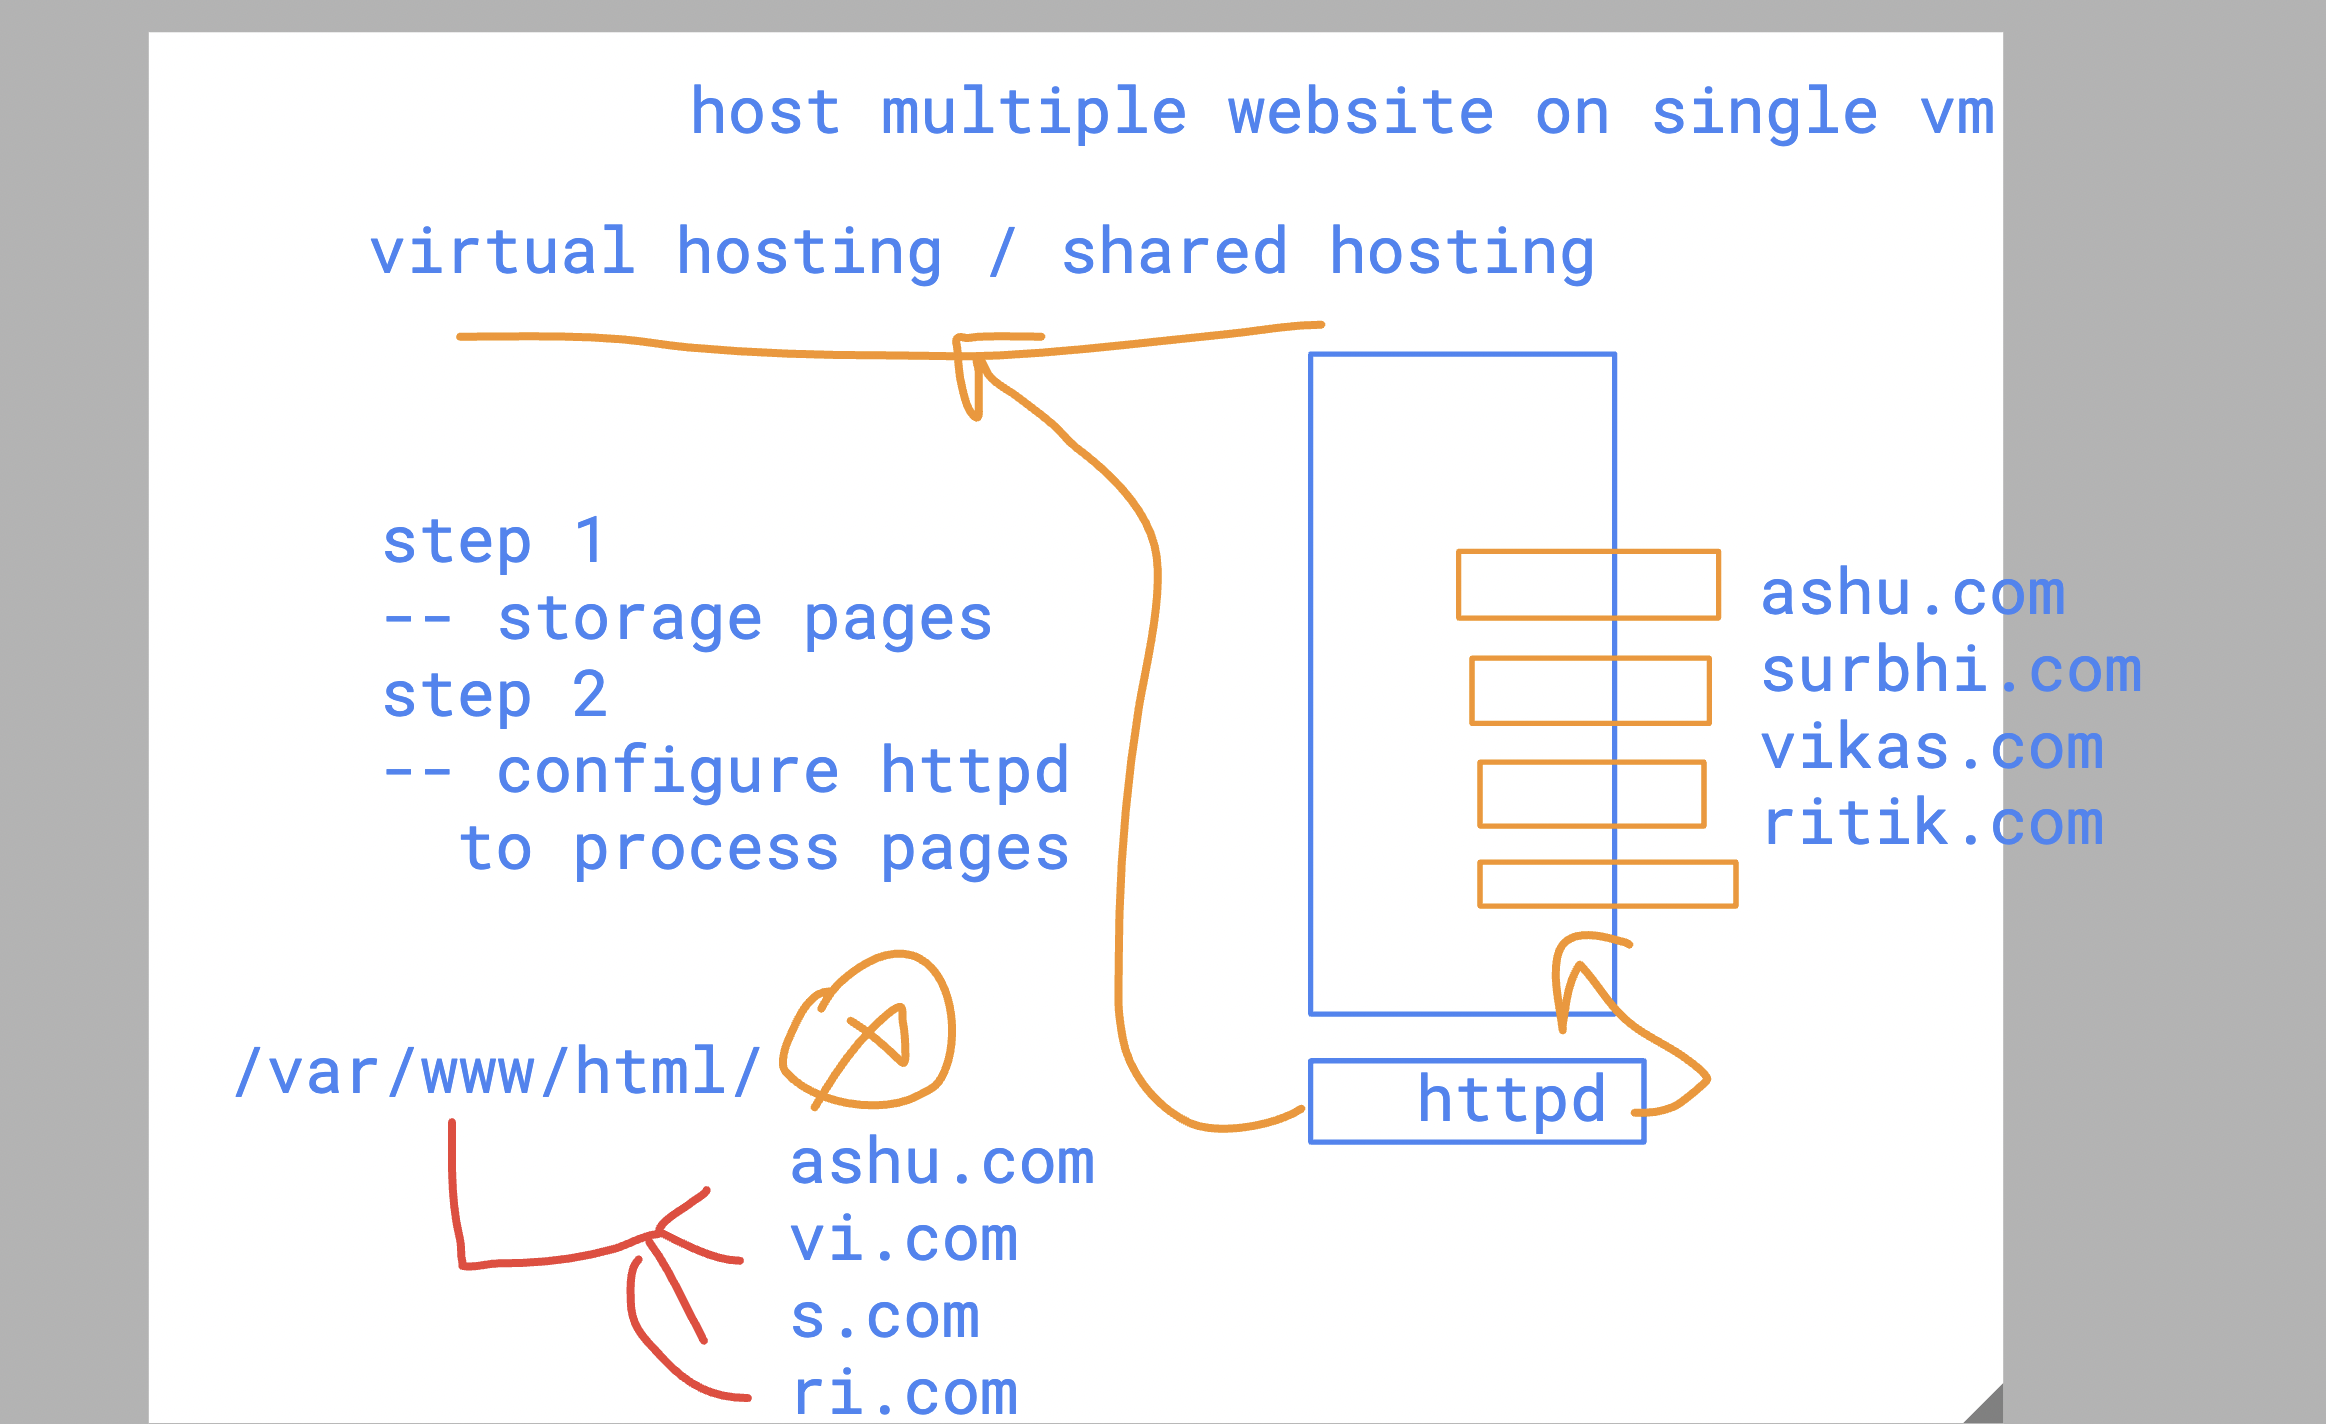 host multiple website on single vm
virtual hosting / shared hosting
step 1
-- storage pages
step 2
-- configure httpd
to process pages
ashu.com
surbhi.com
vikas.com
ritik.com
/var/www/html/
httpd
ashu.com
vi.com
s.com
ri.com